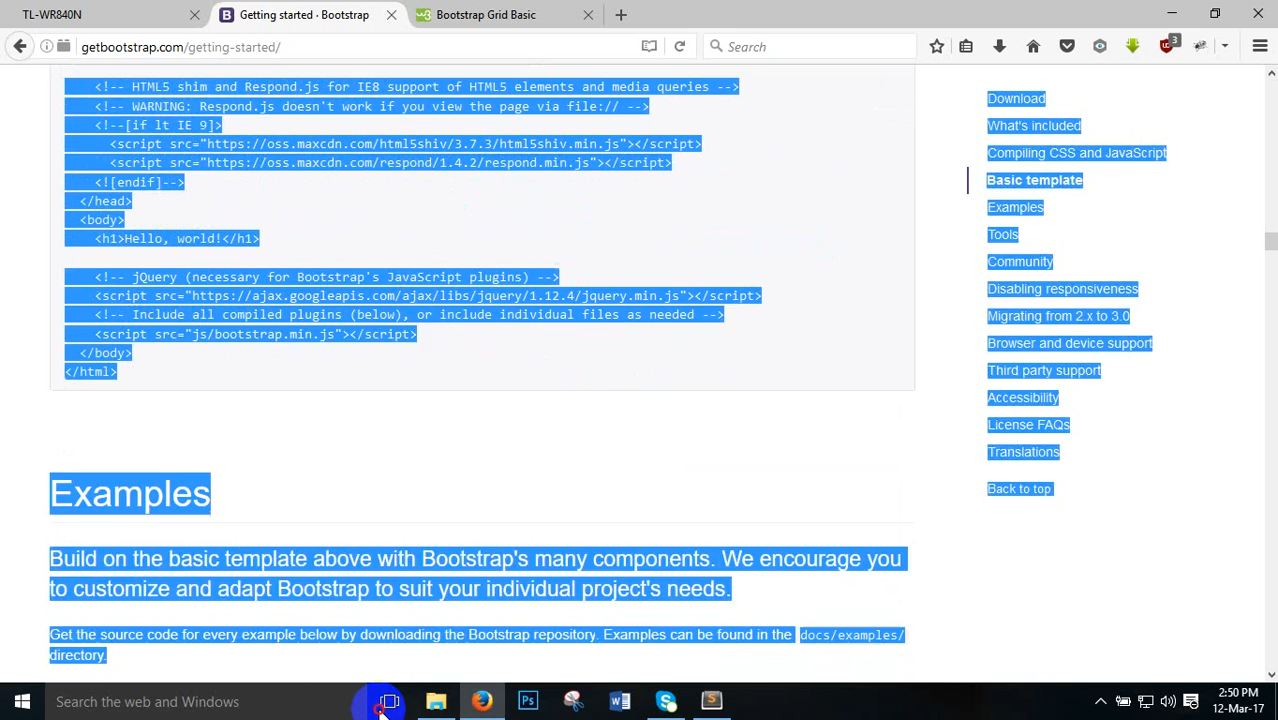 TL-WR840N
Getting started · Bootstrap
Bootstrap Grid Basic
getbootstrap.com/getting-started/
Search
3
<!-- HTML5 shim and Respond.js for IE8 support of HTML5 elements and media queries -->
<!-- WARNING: Respond.js doesn't work if you view the page via file:// -->
<!--[if lt IE 9]>
<script src="https://oss.maxcdn.com/html5shiv/3.7.3/html5shiv.min.js"></script>
<script src="https://oss.maxcdn.com/respond/1.4.2/respond.min.js"></script>
<![endif]-->
</head>
<body>
<h1>Hello, world!</h1>
<!-- jQuery (necessary for Bootstrap's JavaScript plugins) -->
<script src="https://ajax.googleapis.com/ajax/libs/jquery/1.12.4/jquery.min.js"></script>
<!-- Include all compiled plugins (below), or include individual files as needed -->
<script src="js/bootstrap.min.js"></script>
</body>
</html>
Examples
Build on the basic template above with Bootstrap's many components. We encourage you
to customize and adapt Bootstrap to suit your individual project's needs.
Get the source code for every example below by downloading the Bootstrap repository. Examples can be found in the docs/examples/
directory.
Download
What's included
Compiling CSS and JavaScript
Basic template
Examples
Tools
Community
Disabling responsiveness
Migrating from 2.x to 3.0
Browser and device support
Third party support
Accessibility
License FAQs
Translations
Back to top
Search the web and Windows
2:50 PM
12-Mar-17